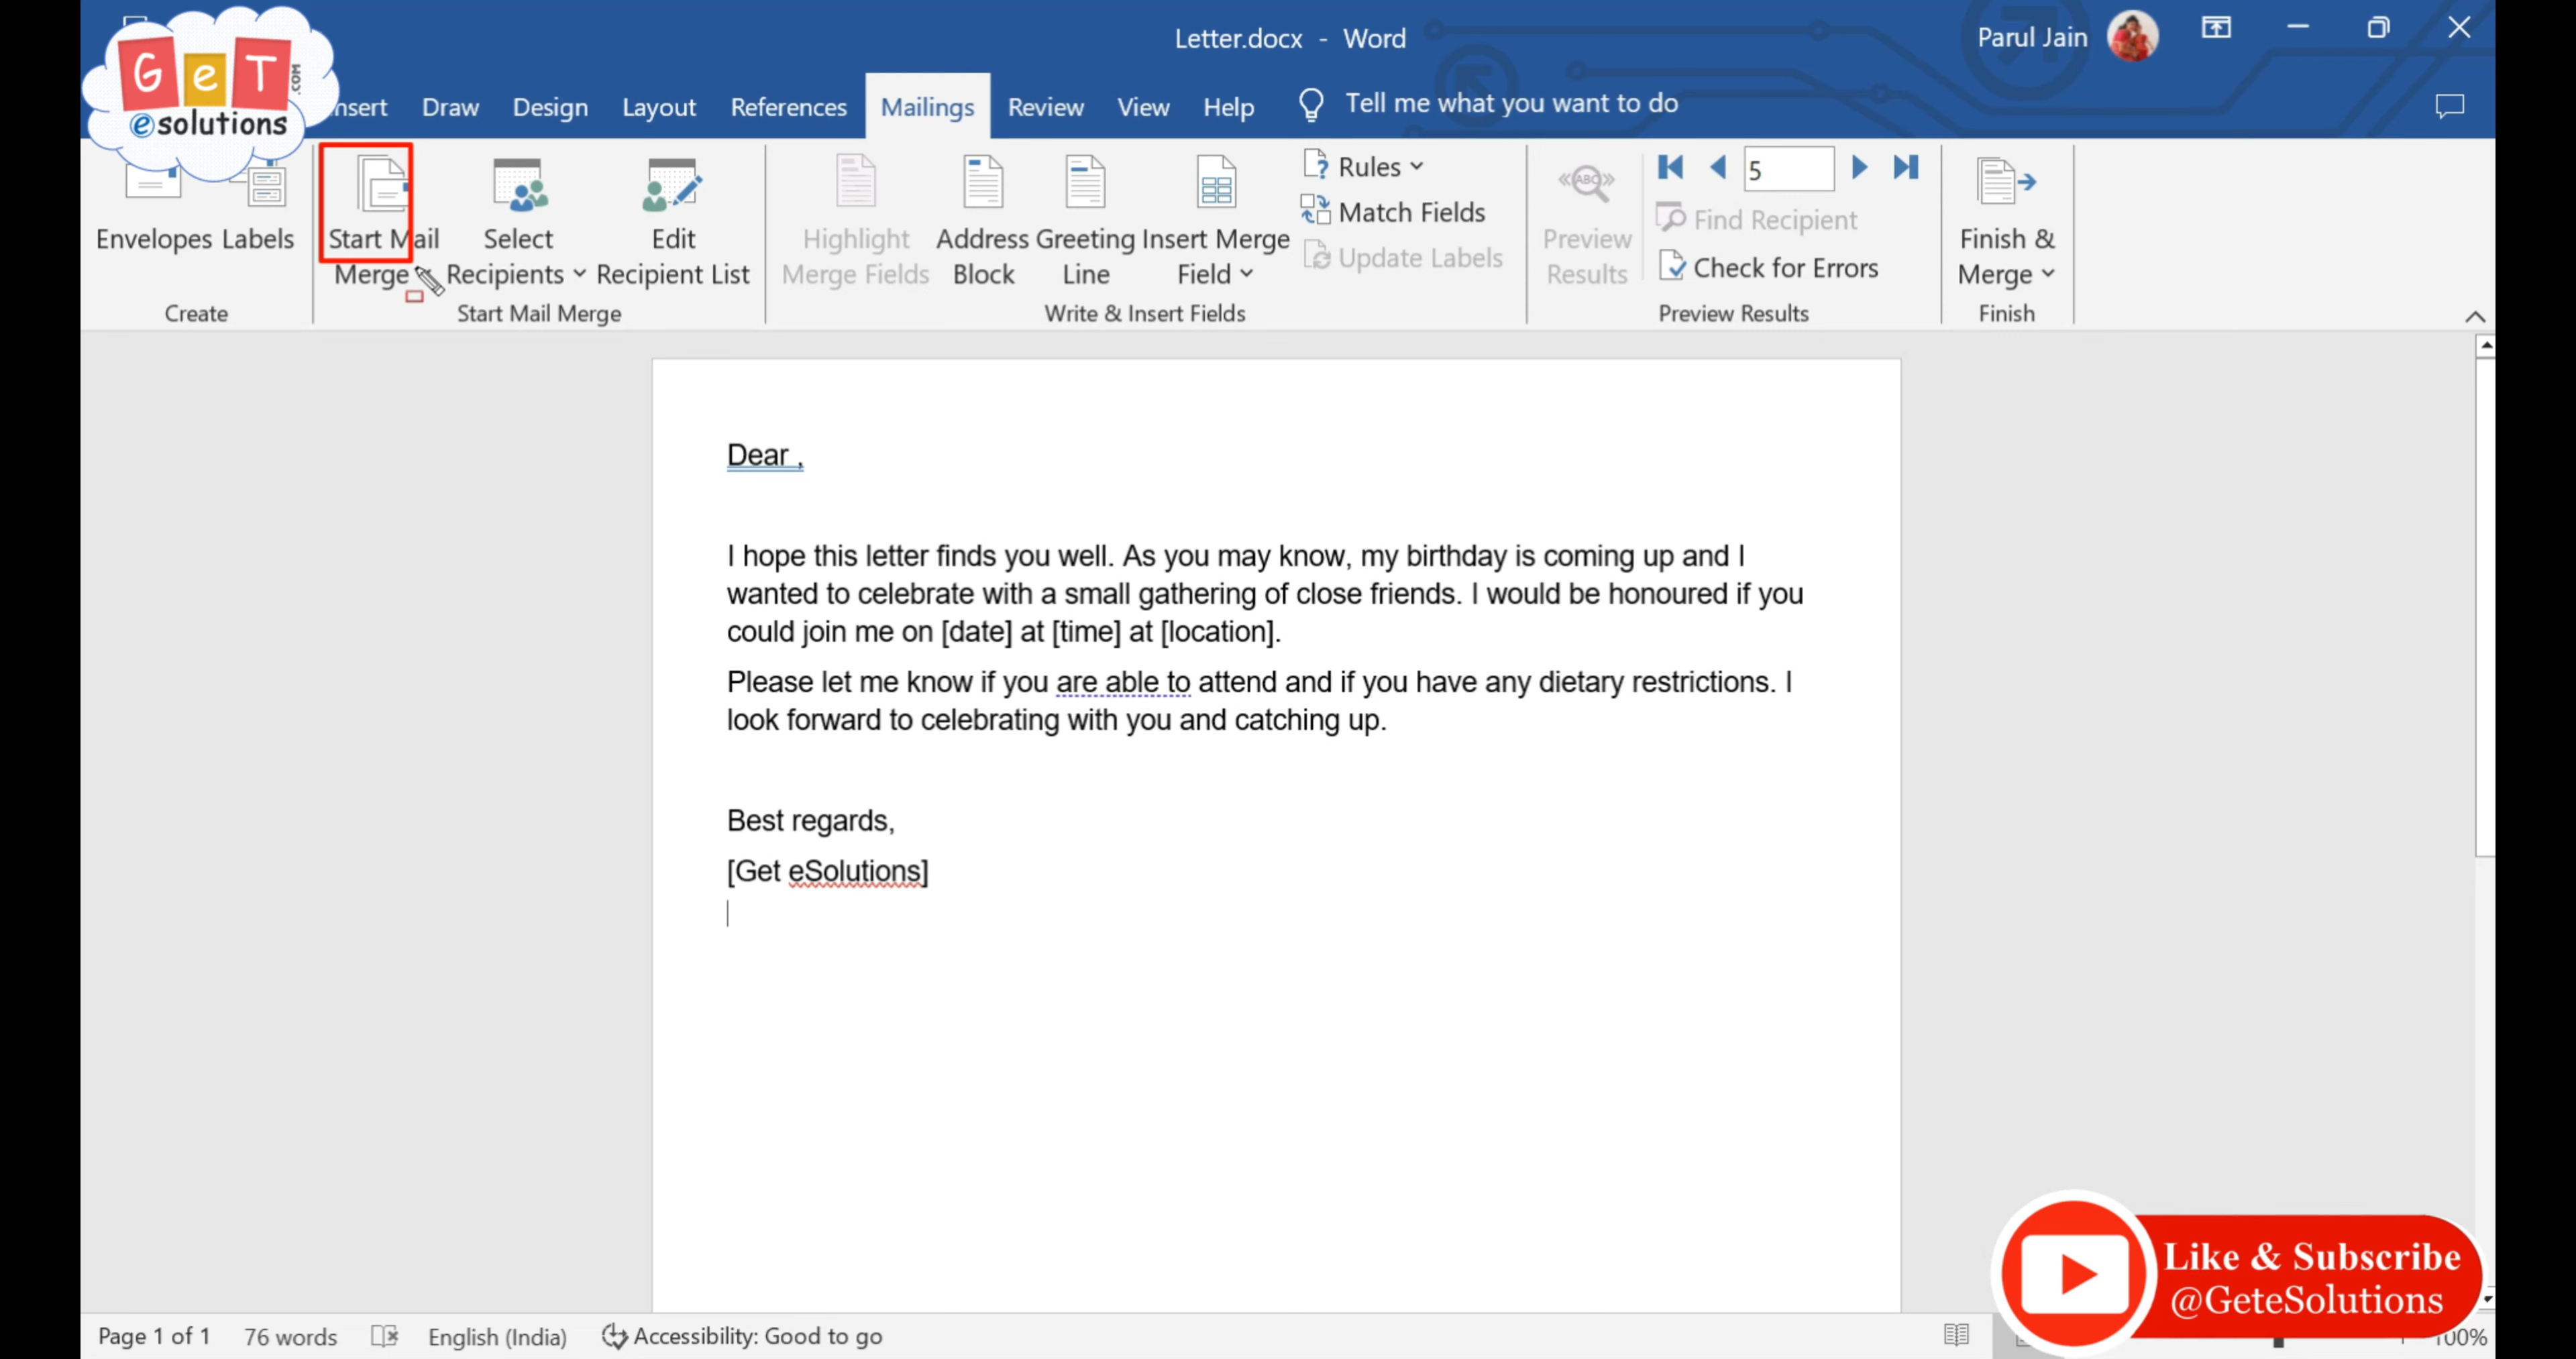 Letter.docx - Word
Parul Jain
GeT.com
esolutions
nsert Draw Design Layout References Mailings Review View Help Tell me what you want to do
Envelopes Labels
Create
Start Mail
Merge
Select
Recipients
Edit
Recipient List
Start Mail Merge
Highlight
Merge Fields
Address
Block
Greeting
Line
Insert Merge
Field
Rules
Match Fields
Update Labels
Write & Insert Fields
«ABC»
Preview
Results
5
Find Recipient
Check for Errors
Preview Results
Finish &
Merge
Finish
Dear ,
I hope this letter finds you well. As you may know, my birthday is coming up and I
wanted to celebrate with a small gathering of close friends. I would be honoured if you
could join me on [date] at [time] at [location].
Please let me know if you are able to attend and if you have any dietary restrictions. I
look forward to celebrating with you and catching up.
Best regards,
[Get eSolutions]
Like & Subscribe
@GeteSolutions
Page 1 of 1 76 words English (India) Accessibility: Good to go 100%